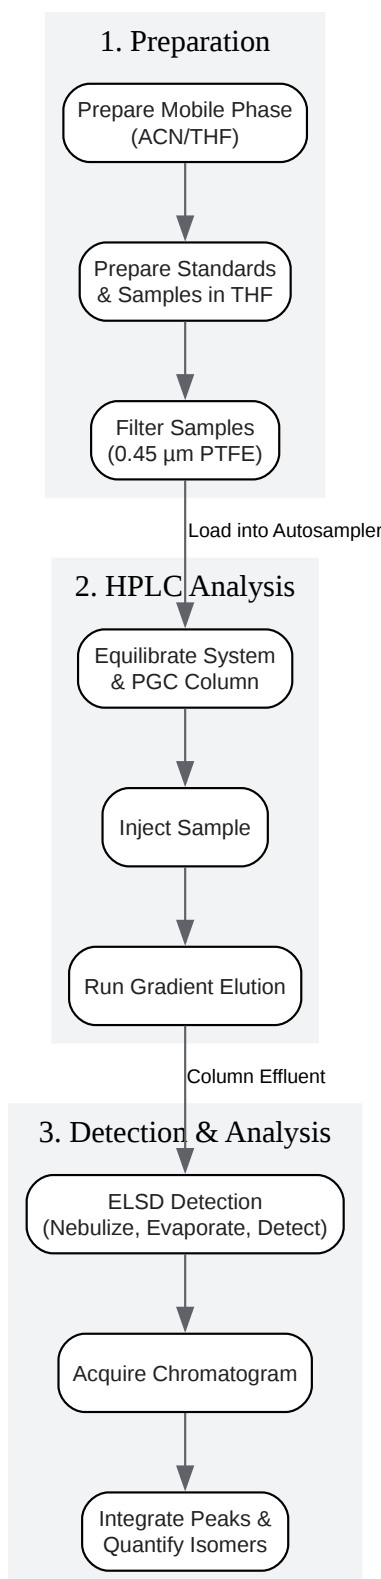 1. Preparation
Prepare Mobile Phase
(ACN/THF)
Prepare Standards
& Samples in THF
Filter Samples
(0.45 µm PTFE)
Load into Autosampler
2. HPLC Analysis
Equilibrate System
& PGC Column
Inject Sample
Run Gradient Elution
Column Effluent
3. Detection & Analysis
ELSD Detection
(Nebulize, Evaporate, Detect)
Acquire Chromatogram
Integrate Peaks &
Quantify Isomers